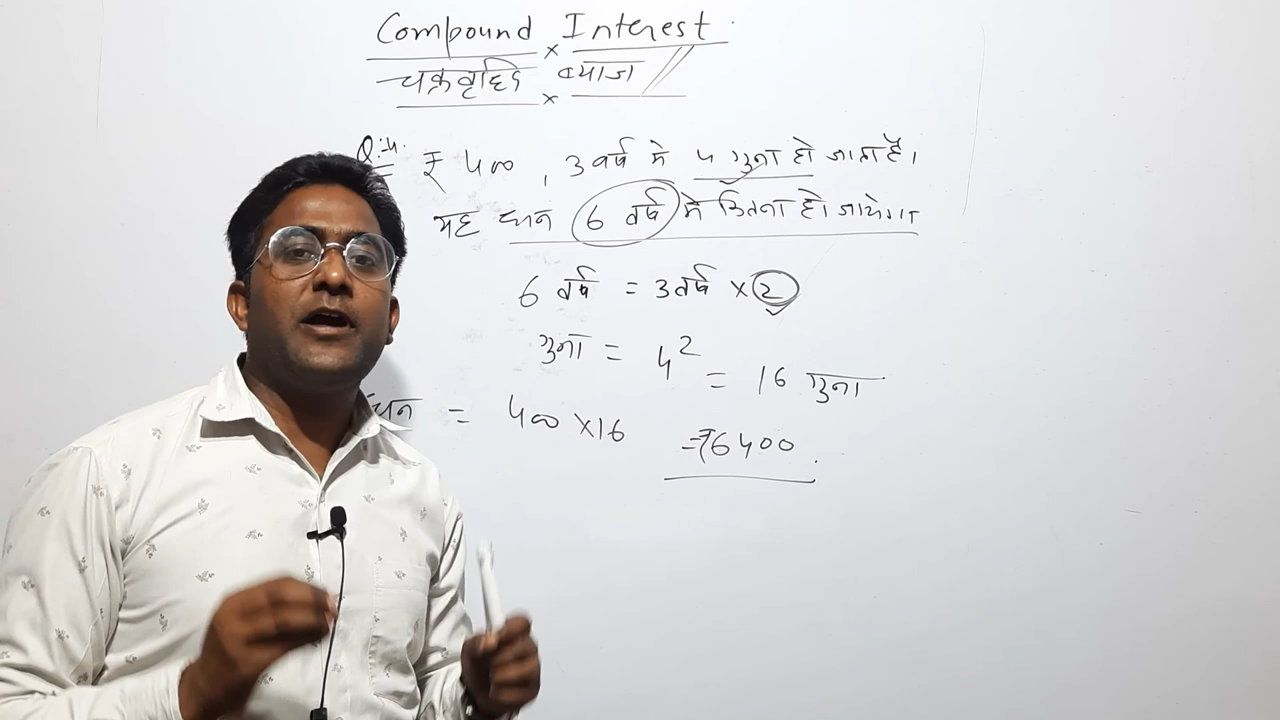 Compound Interest
चक्रवृद्धि ब्याज
Q:4. ₹ 400, 3 वर्ष मे 4 गुना हो जाता है।
यह धन 6 वर्ष मे कितना हो जायेगा
6 वर्ष = 3 वर्ष × 2
गुना = 4² = 16 गुना
धन = 400 × 16 = ₹6400.